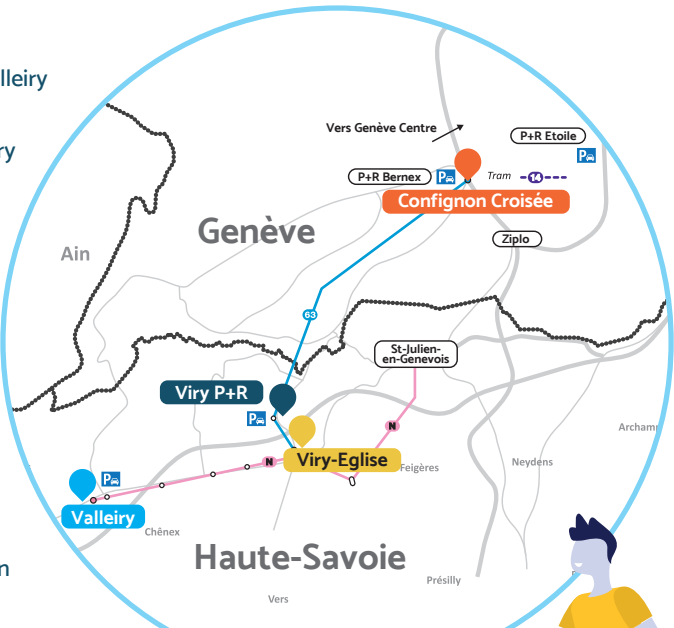 lleiry
ry
Vers Genève Centre
P+R Etoile
P
P+R Bernex
P
Tram
14
Confignon Croisée
Genève
Ziplo
Ain
63
St-Julien-
en-Genevois
Viry P+R
P
N
Archam
Viry-Eglise
N
Feigères
Neydens
P
Valleiry
Chênex
Haute-Savoie
Présilly
Vers
n